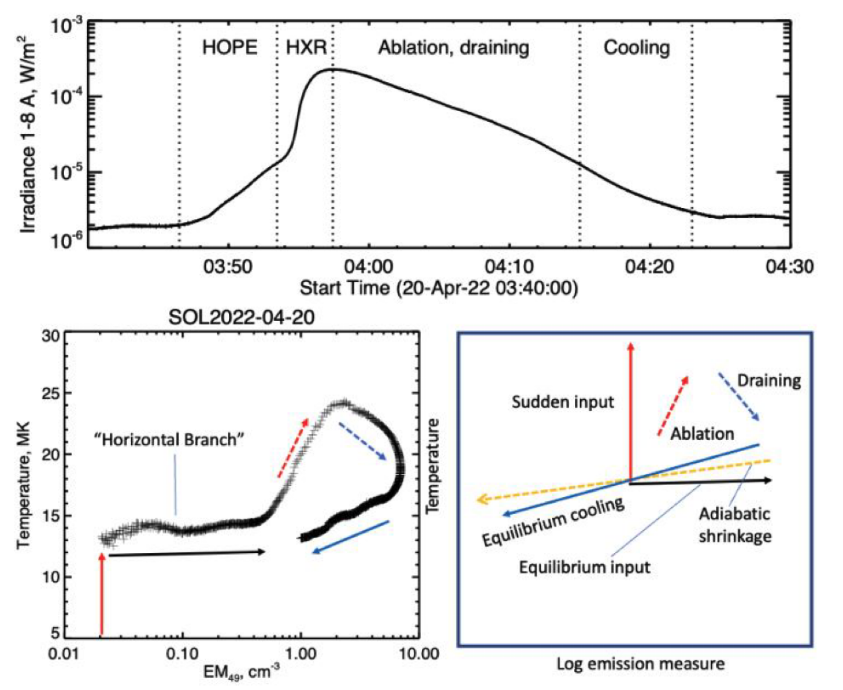 10⁻³
10⁻⁴
10⁻⁵
10⁻⁶
Irradiance 1-8 A, W/m²
HOPE
HXR
Ablation, draining
Cooling
03:50
04:00
04:10
04:20
04:30
Start Time (20-Apr-22 03:40:00)
SOL2022-04-20
30
25
20
15
10
5
Temperature, MK
“Horizontal Branch”
0.01
0.10
1.00
10.00
EM₄₉, cm⁻³
Temperature
Sudden input
Draining
Ablation
Equilibrium cooling
Adiabatic
shrinkage
Equilibrium input
Log emission measure